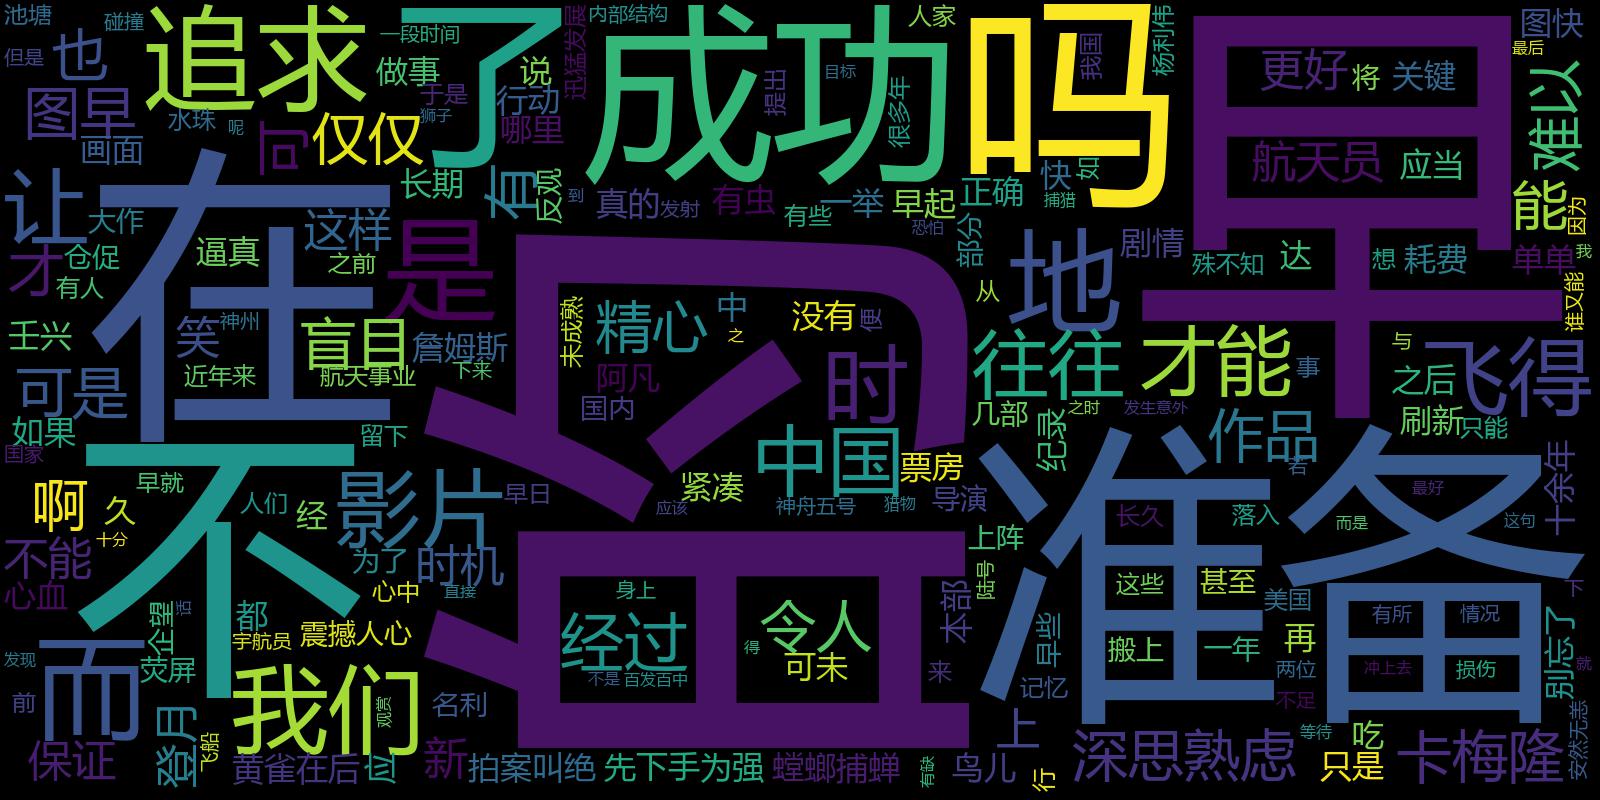 池塘
碰撞
但是
也
追求
一段时间
做事
了
说
迅猛发展
内部结构
成功
提出
目标
很多年
人家
吗
我国
杨利伟
早
更好
将
关键
图快
最后
难以
图早
画面
水珠
呢
可
仅仅
于是
狮子
行动
哪里
航天员
应当
让
大作
在
这样
长期
有
反观
到
真的
发射
有虫
有些
一举
恐怕
早起
正确
快
如
捕猎
能
因为
才
仓促
有人
逼真
之前
是
部分
地
剧情
殊不知
达
想
耗费
单单
我
壬兴
笑
神州
盲目
詹姆斯
未成熟
精心
中
之
没有
便
从
谁又能
可是
近年来
航天事业
下来
阿凡
国内
时
往往
才能
事
与
之后
飞得
如果
国家
留下
沙
几部
纪录
之时
发生意外
作品
若
刷新
只能
啊
久
十分
早就
人们
经
影片
早日
紧凑
应该
中国
神舟五号
猎物
票房
导演
准备
长久
落入
最好
而是
这句
十余年
不
不能
心血
为了
时机
心中
直接
上阵
陆号
本部
这些
甚至
美国
有所
情况
下
而
企望
话
都
宇航员
震撼人心
身上
经过
令人
得
可未
不是
百发百中
早些
搬上
一年
再
两位
冲上去
损伤
别忘了
就
发现
荧屏
前
我们
观赏
名利
来
记忆
不足
保证
登月
飞船
黄雀在后
应
新
拍案叫绝
先下手为强
螳螂捕蝉
有缺
鸟儿
上
行
深思熟虑
等待
吃
只是
卡梅隆
安然无恙